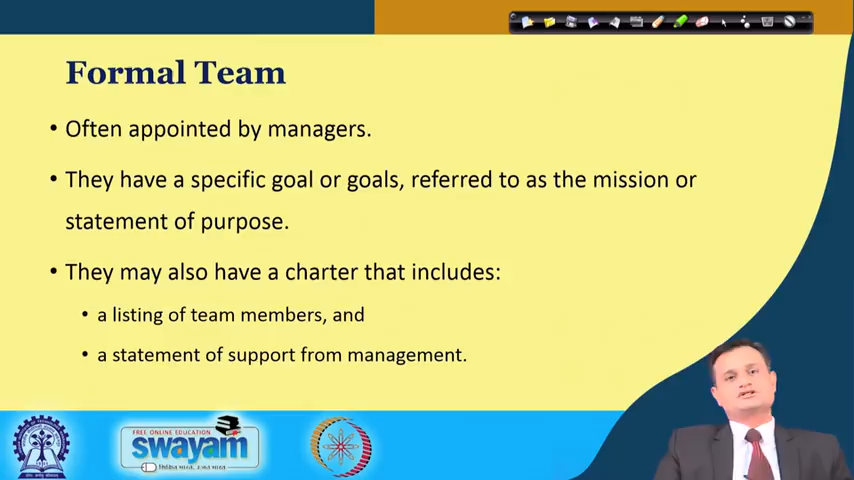 Formal Team
• Often appointed by managers.
• They have a specific goal or goals, referred to as the mission or
statement of purpose.
• They may also have a charter that includes:
• a listing of team members, and
• a statement of support from management.
FREE ONLINE EDUCATION
swayam